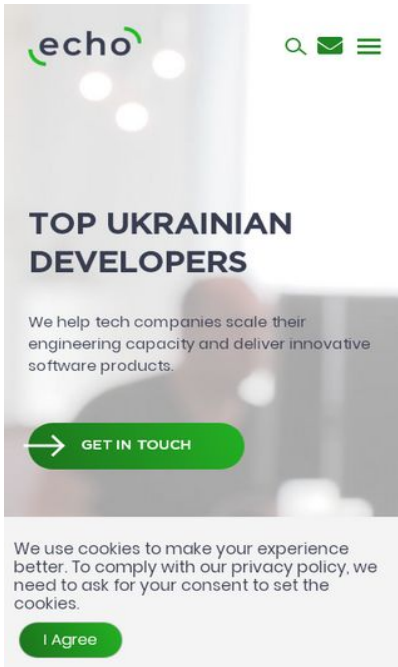 echo
TOP UKRAINIAN
DEVELOPERS
We help tech companies scale their
engineering capacity and deliver innovative
software products.
GET IN TOUCH
We use cookies to make your experience
better. To comply with our privacy policy, we
need to ask for your consent to set the
cookies.
I Agree